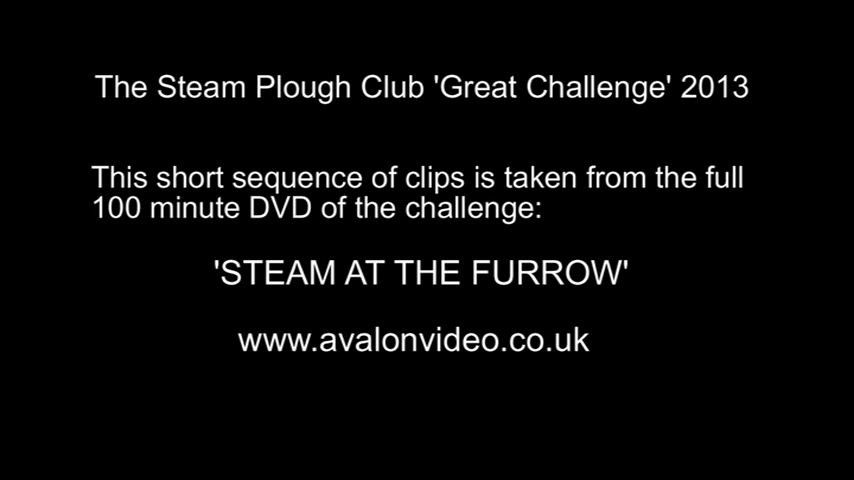 The Steam Plough Club 'Great Challenge' 2013
This short sequence of clips is taken from the full
100 minute DVD of the challenge:
'STEAM AT THE FURROW'
www.avalonvideo.co.uk